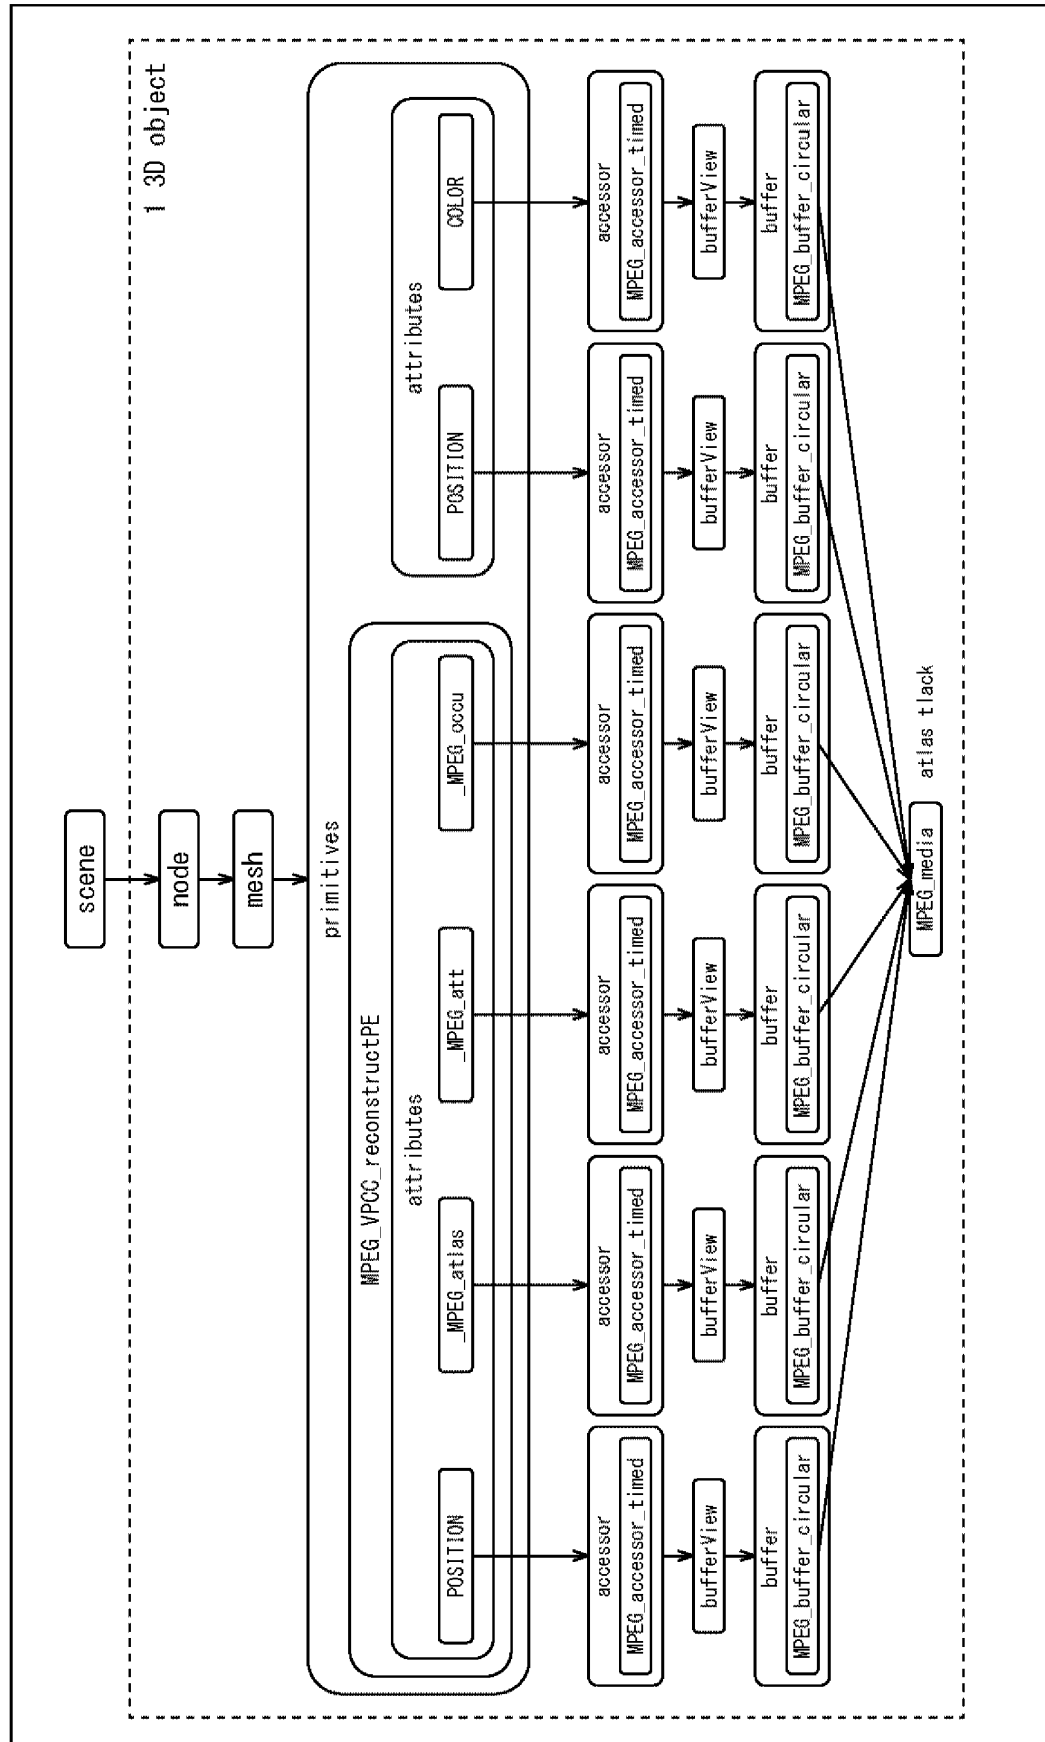 scene
1 3D object
node
mesh
primitives
MPEG_VPCC_reconstructPE
attributes
attributes
POSITION
_MPEG_atlas
_MPEG_att
_MPEG_occu
POSITION
COLOR
accessor
accessor
accessor
accessor
accessor
accessor
MPEG_accessor_timed
MPEG_accessor_timed
MPEG_accessor_timed
MPEG_accessor_timed
MPEG_accessor_timed
MPEG_accessor_timed
bufferView
bufferView
bufferView
bufferView
bufferView
bufferView
buffer
buffer
buffer
buffer
buffer
buffer
MPEG_buffer_circular
MPEG_buffer_circular
MPEG_buffer_circular
MPEG_buffer_circular
MPEG_buffer_circular
MPEG_buffer_circular
MPEG_media
atlas tlack